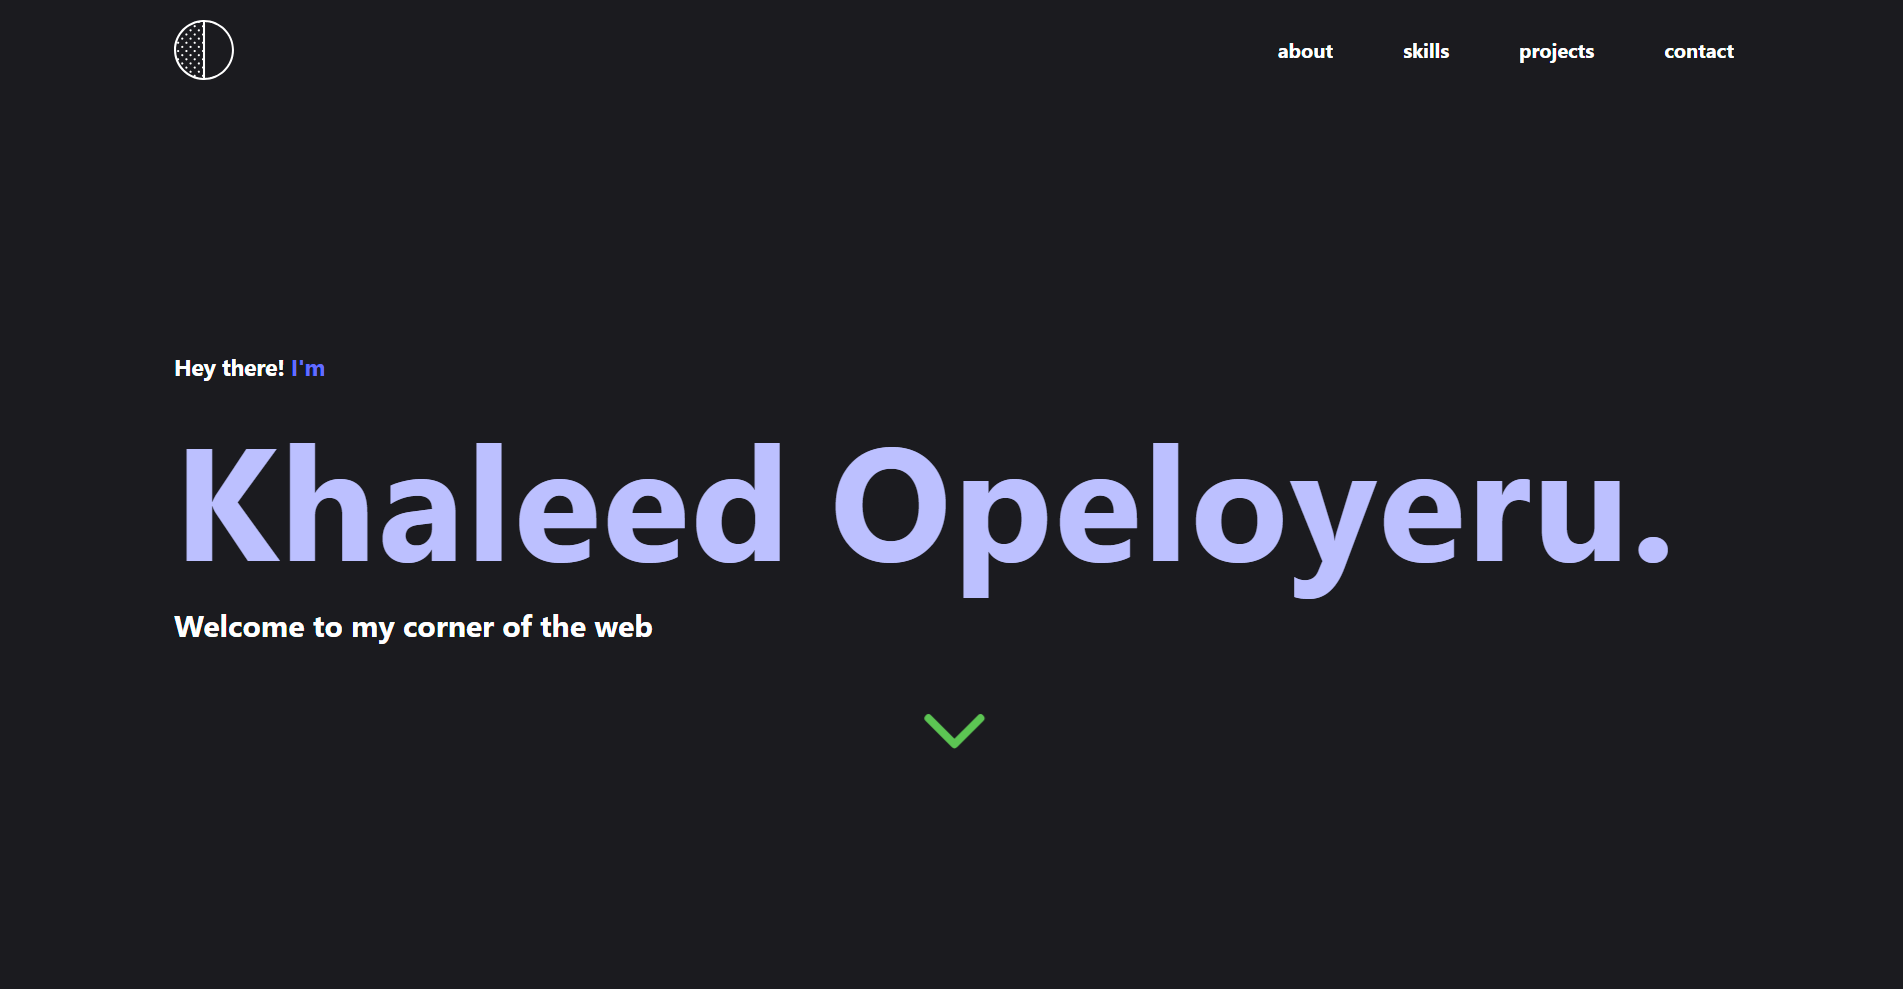 about skills projects contact
Hey there! I'm
Khaleed Opeloyeru.
Welcome to my corner of the web